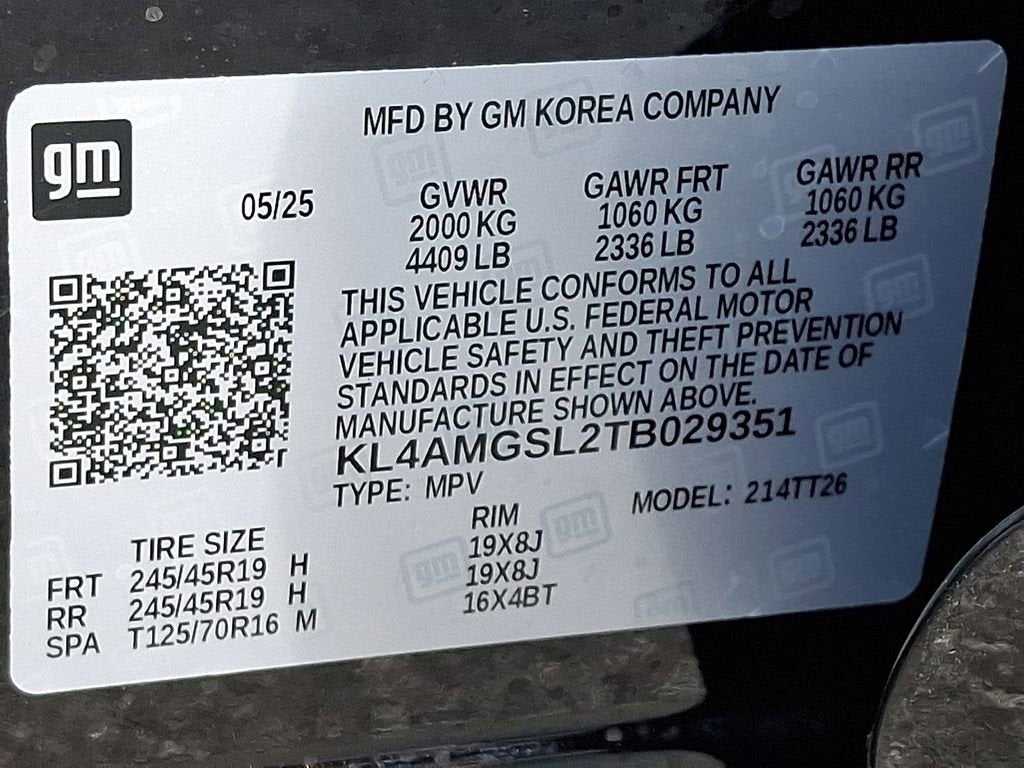 MFD BY GM KOREA COMPANY
gm
05/25 GVWR GAWR FRT GAWR RR
2000 KG 1060 KG 1060 KG
4409 LB 2336 LB 2336 LB
THIS VEHICLE CONFORMS TO ALL
APPLICABLE U.S. FEDERAL MOTOR
VEHICLE SAFETY AND THEFT PREVENTION
STANDARDS IN EFFECT ON THE DATE OF
MANUFACTURE SHOWN ABOVE.
KL4AMGSL2TB029351
TYPE: MPV MODEL: 214TT26
TIRE SIZE RIM
FRT 245/45R19 H 19X8J
RR 245/45R19 H 19X8J
SPA T125/70R16 M 16X4BT